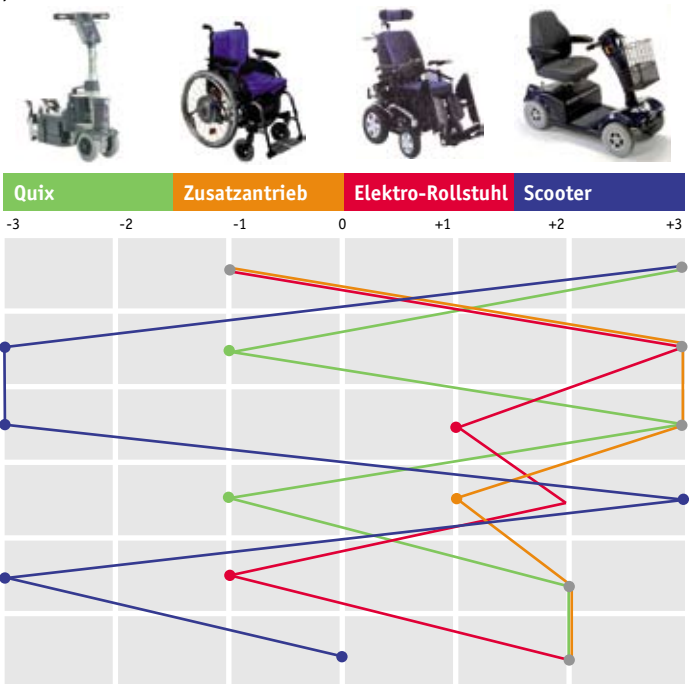 Quix Zusatzantrieb Elektro-Rollstuhl Scooter
-3 -2 -1 0 +1 +2 +3